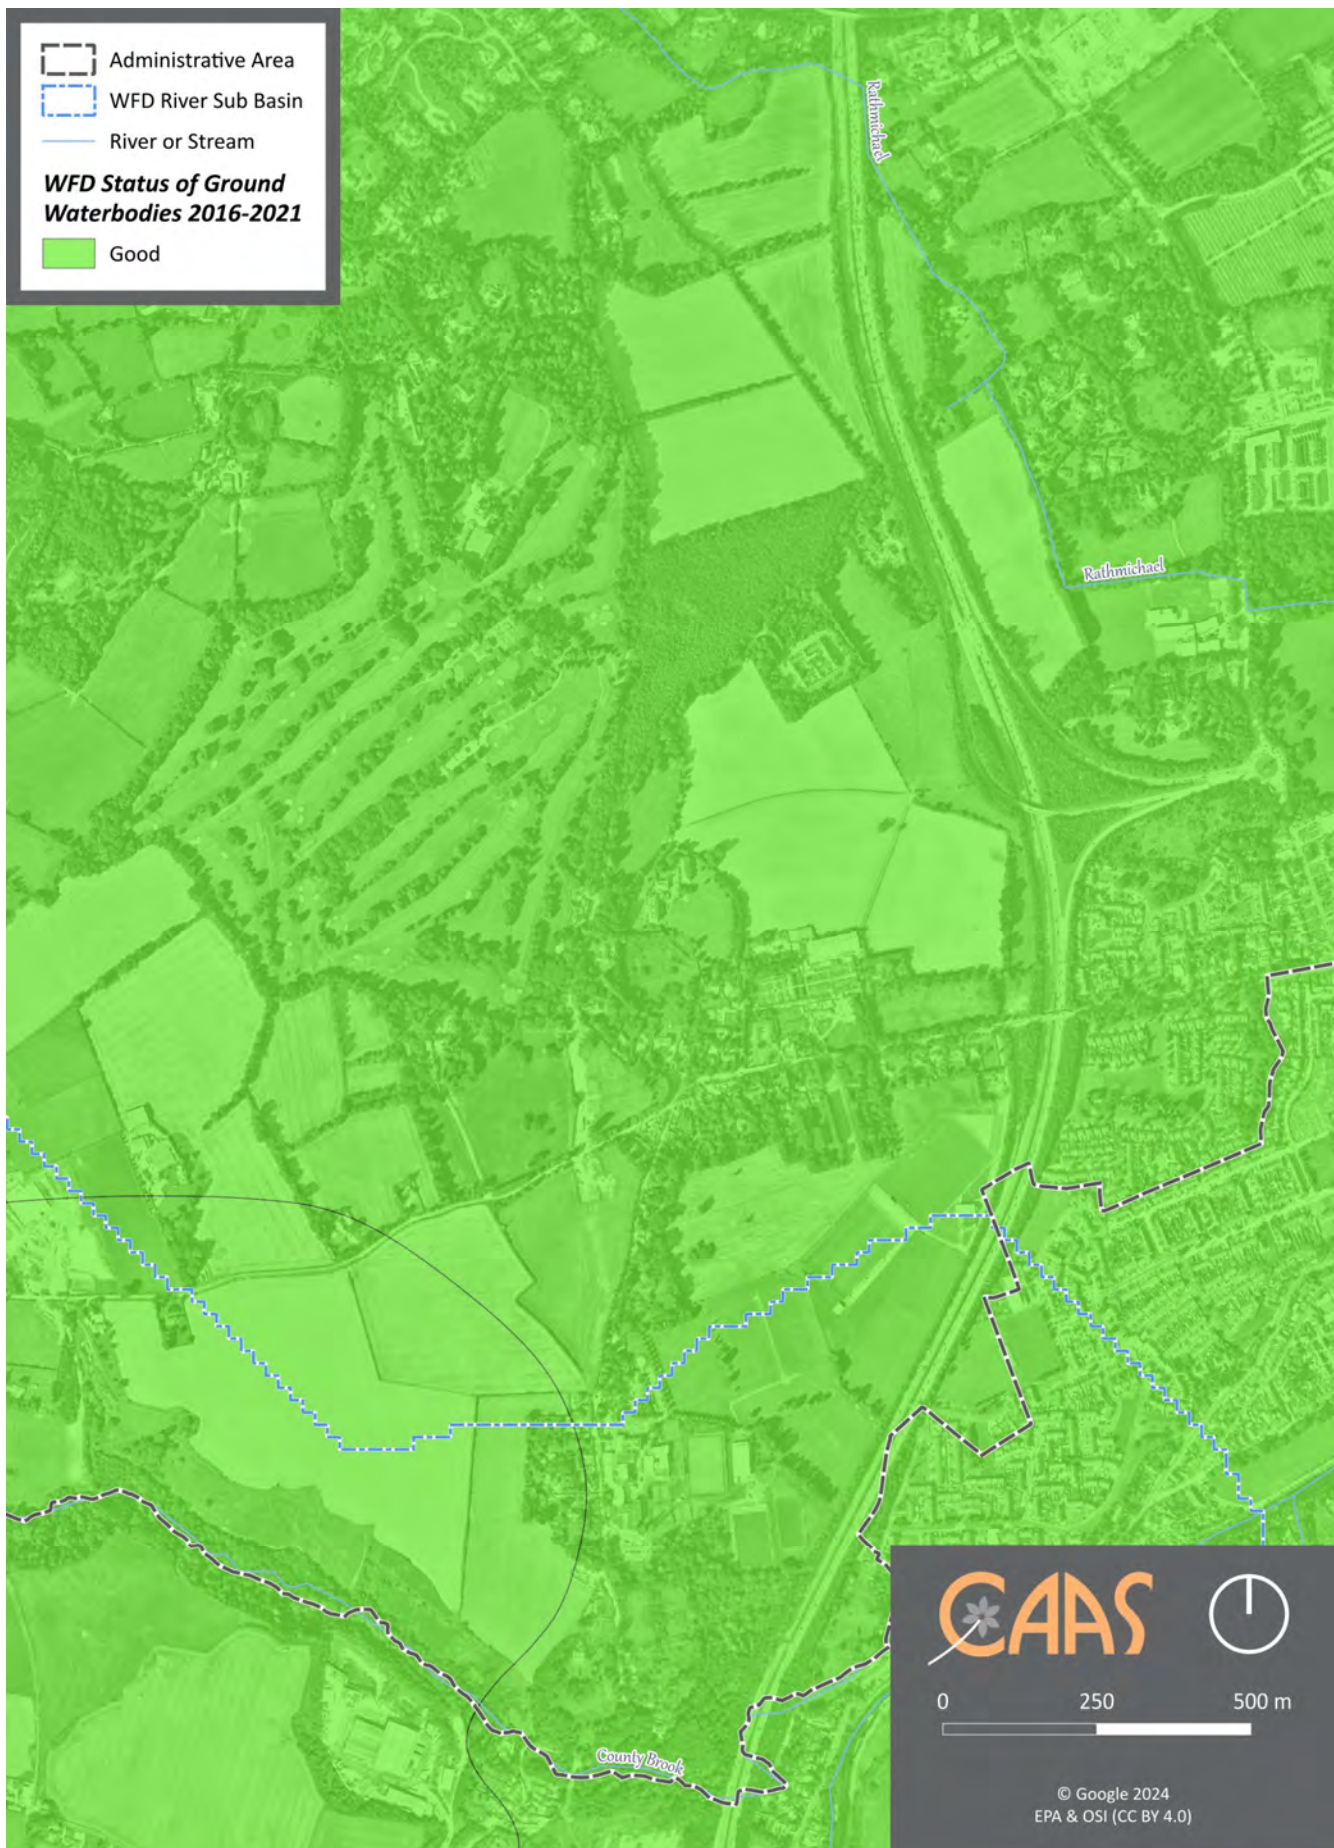 Administrative Area
WFD River Sub Basin
River or Stream
WFD Status of Ground
Waterbodies 2016-2021
Good
Rathmichael
Rathmichael
County Brook
CAAS
0 250 500 m
© Google 2024
EPA & OSI (CC BY 4.0)